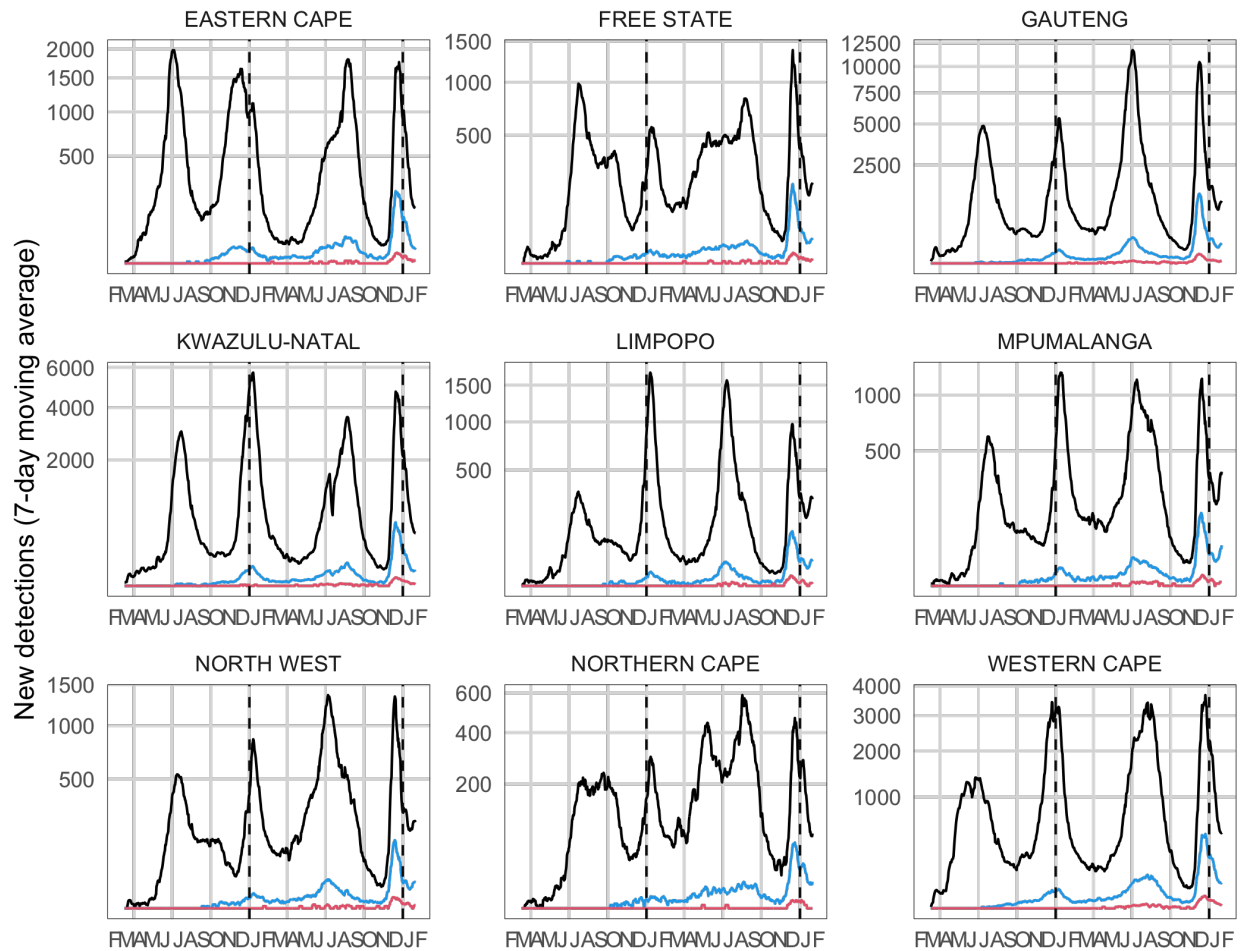 New detections (7-day moving average)
EASTERN CAPE
2000
1500
1000
500
FMAMJJASONDJFMAMJJASONDJF
FREE STATE
1500
1000
500
FMAMJJASONDJFMAMJJASONDJF
GAUTENG
12500
10000
7500
5000
2500
FMAMJJASONDJFMAMJJASONDJF
KWAZULU-NATAL
6000
4000
2000
FMAMJJASONDJFMAMJJASONDJF
LIMPOPO
1500
1000
500
FMAMJJASONDJFMAMJJASONDJF
MPUMALANGA
1000
500
FMAMJJASONDJFMAMJJASONDJF
NORTH WEST
1500
1000
500
FMAMJJASONDJFMAMJJASONDJF
NORTHERN CAPE
600
400
200
FMAMJJASONDJFMAMJJASONDJF
WESTERN CAPE
4000
3000
2000
1000
FMAMJJASONDJFMAMJJASONDJF